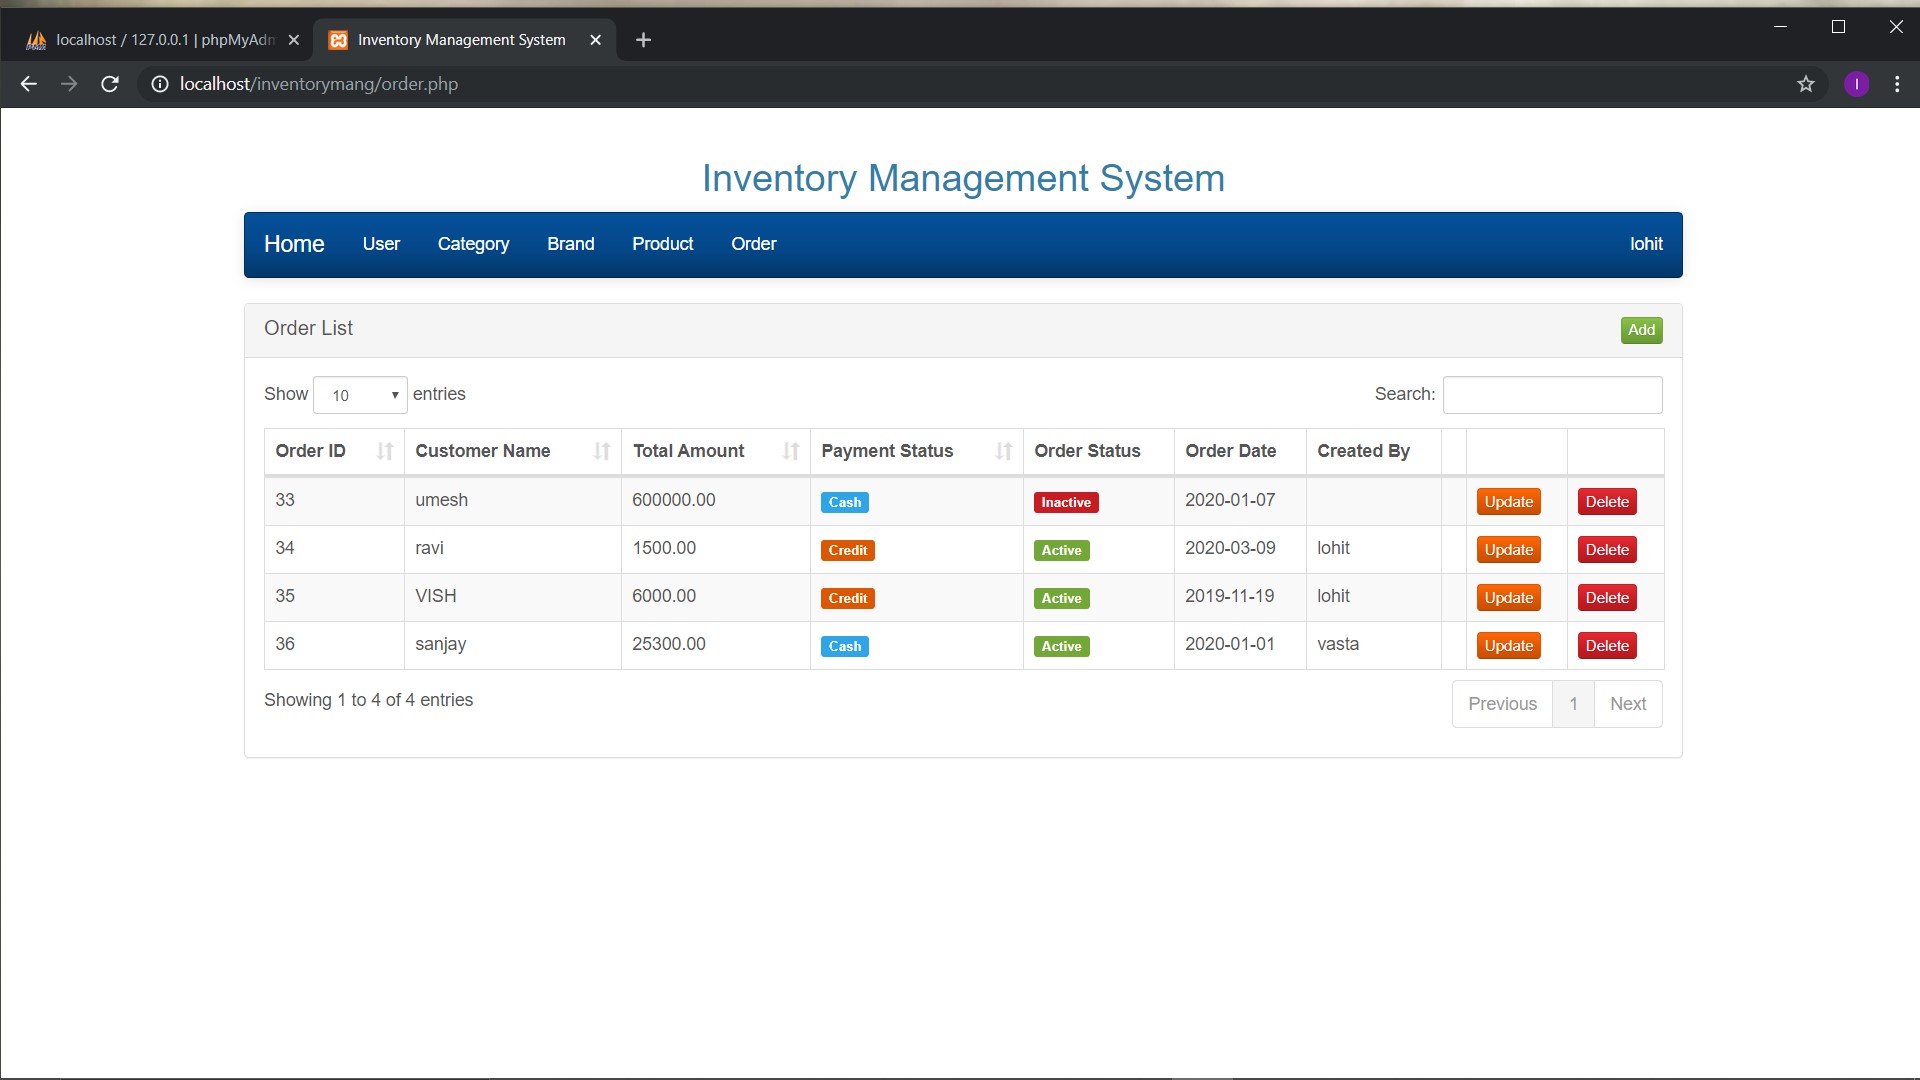 localhost / 127.0.0.1 | phpMyAdm
Inventory Management System
localhost/inventorymang/order.php
I
Inventory Management System
Home User Category Brand Product Order lohit
Order List Add
Show 10 entries Search:
Order ID Customer Name Total Amount Payment Status Order Status Order Date Created By
33 umesh 600000.00 Cash Inactive 2020-01-07 Update Delete
34 ravi 1500.00 Credit Active 2020-03-09 lohit Update Delete
35 VISH 6000.00 Credit Active 2019-11-19 lohit Update Delete
36 sanjay 25300.00 Cash Active 2020-01-01 vasta Update Delete
Showing 1 to 4 of 4 entries Previous 1 Next